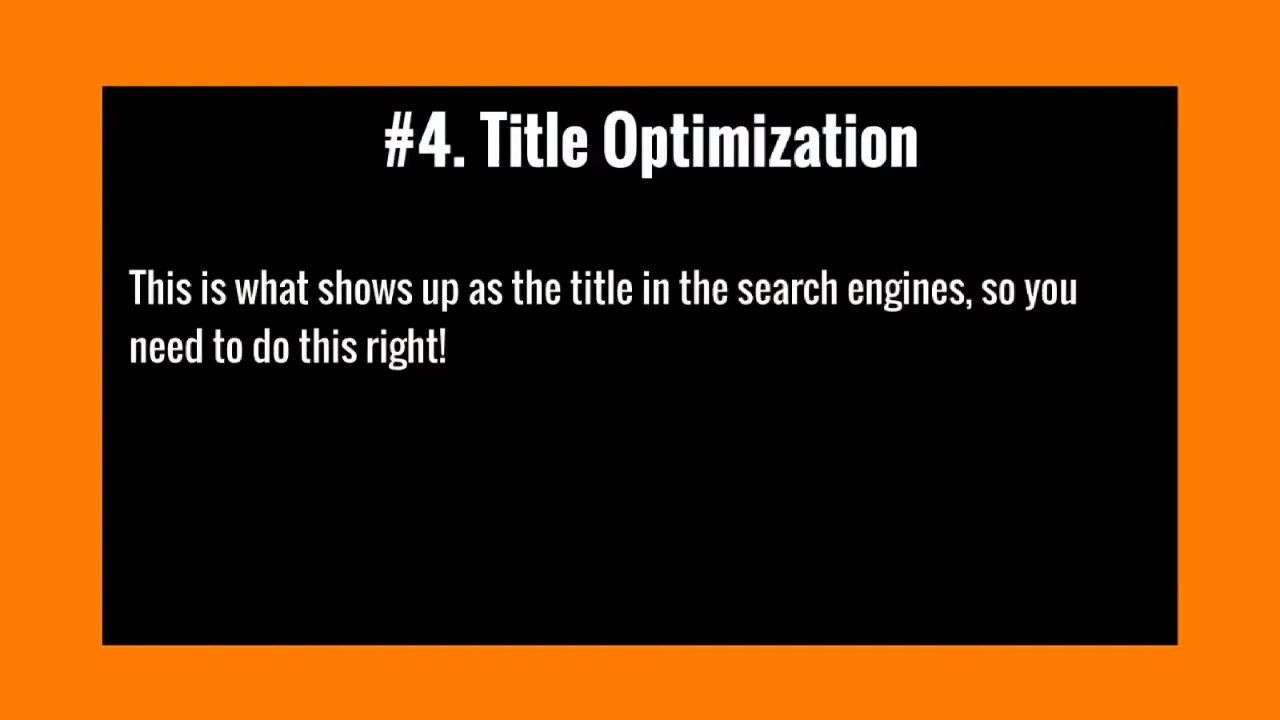 #4. Title Optimization
This is what shows up as the title in the search engines, so you
need to do this right!